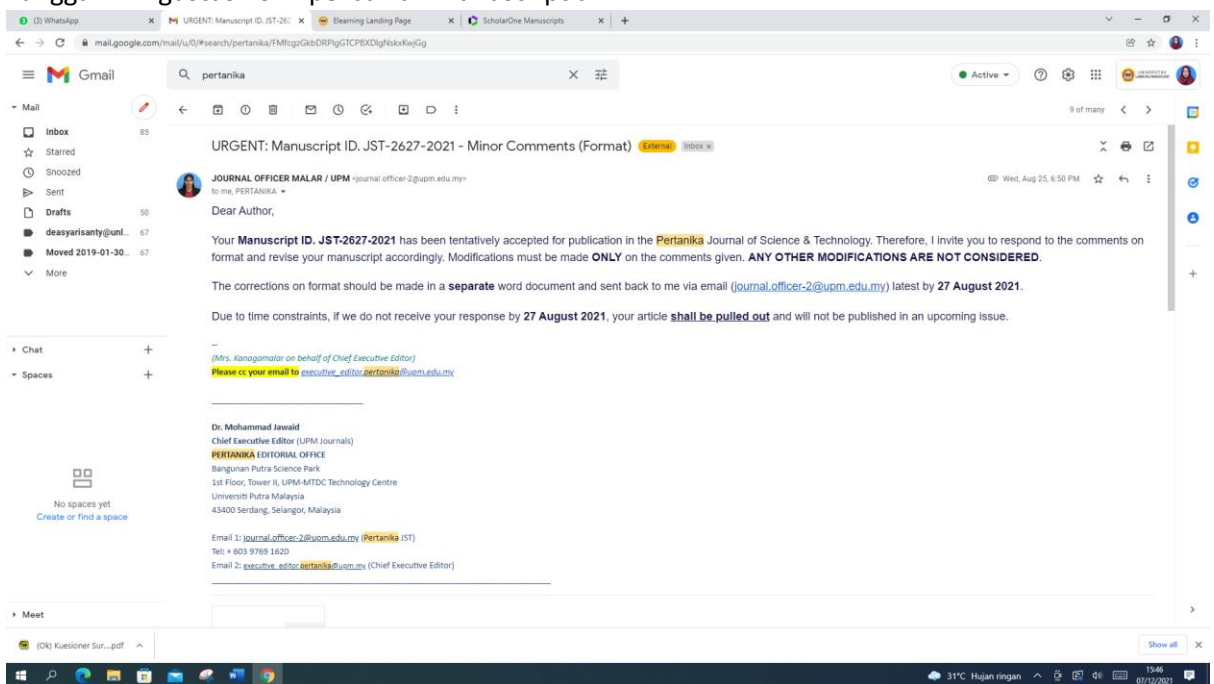 (3) WhatsApp
URGENT: Manuscript ID. JST-262
Elearning Landing Page
ScholarOne Manuscripts
mail.google.com/mail/u/0/#search/pertanika/FMfcgzGkbDRPlgGTCPBXDlgNskxKwjGg
Gmail
pertanika
Active
Mail
9 of many
Inbox 85
Starred
Snoozed
Sent
Drafts 50
deasyarisanty@unl... 67
Moved 2019-01-30... 67
More
Chat
Spaces
No spaces yet
Create or find a space
Meet
URGENT: Manuscript ID. JST-2627-2021 - Minor Comments (Format) External Inbox x
JOURNAL OFFICER MALAR / UPM <journal.officer-2@upm.edu.my>
Wed, Aug 25, 6:50 PM
to me, PERTANIKA
Dear Author,
Your Manuscript ID. JST-2627-2021 has been tentatively accepted for publication in the Pertanika Journal of Science & Technology. Therefore, I invite you to respond to the comments on
format and revise your manuscript accordingly. Modifications must be made ONLY on the comments given. ANY OTHER MODIFICATIONS ARE NOT CONSIDERED.
The corrections on format should be made in a separate word document and sent back to me via email (journal.officer-2@upm.edu.my) latest by 27 August 2021.
Due to time constraints, if we do not receive your response by 27 August 2021, your article shall be pulled out and will not be published in an upcoming issue.
--
(Mrs. Kanagamalar on behalf of Chief Executive Editor)
Please cc your email to executive_editor.pertanika@upm.edu.my
Dr. Mohammad Jawaid
Chief Executive Editor (UPM Journals)
PERTANIKA EDITORIAL OFFICE
Bangunan Putra Science Park
1st Floor, Tower II, UPM-MTDC Technology Centre
Universiti Putra Malaysia
43400 Serdang, Selangor, Malaysia
Email 1: journal.officer-2@upm.edu.my (Pertanika JST)
Tel: + 603 9769 1620
Email 2: executive_editor.pertanika@upm.my (Chief Executive Editor)
(Ok) Kuesioner Sur....pdf
Show all
31°C Hujan ringan
15:46
07/12/2021